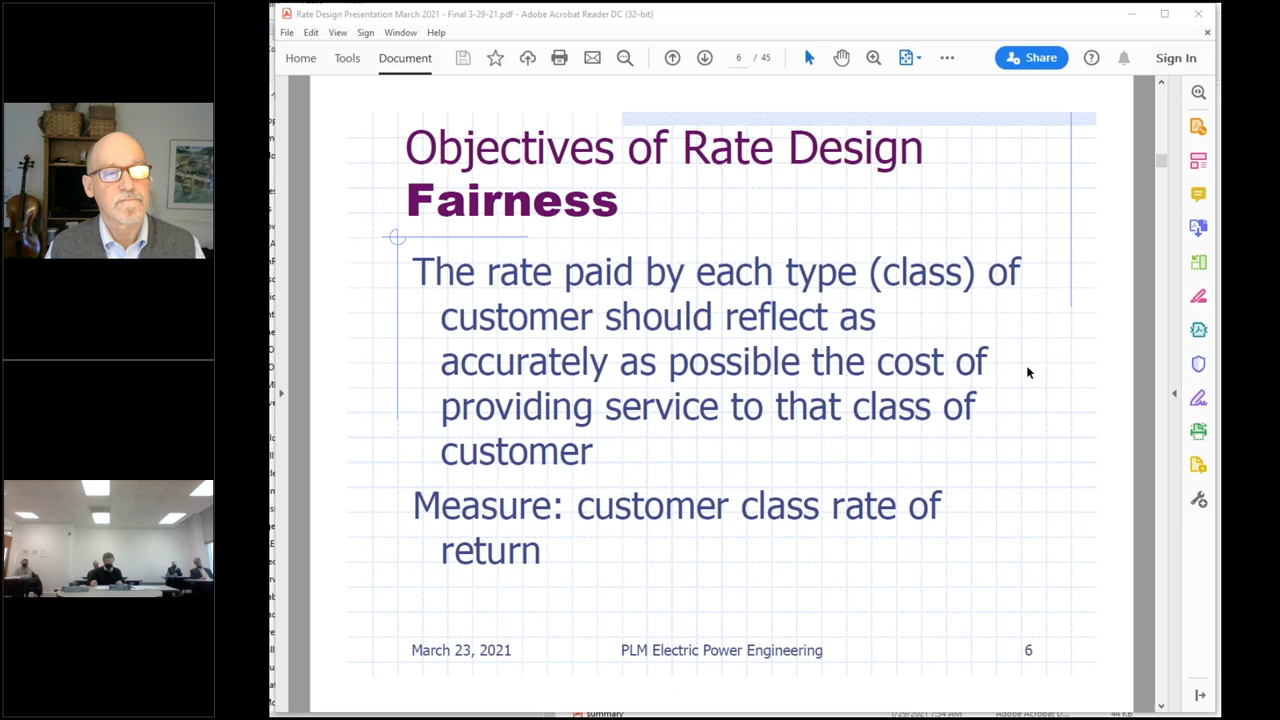 Rate Design Presentation March 2021 - Final 3-29-21.pdf - Adobe Acrobat Reader DC (32-bit)
File Edit View Sign Window Help
Home Tools Document 6 / 45 Share Sign In
Objectives of Rate Design
Fairness
The rate paid by each type (class) of
customer should reflect as
accurately as possible the cost of
providing service to that class of
customer
Measure: customer class rate of
return
March 23, 2021 PLM Electric Power Engineering 6
summary